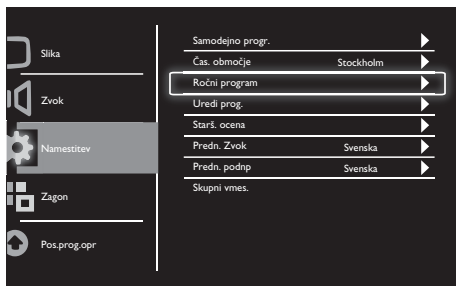 Slika
Zvok
Namestitev
Zagon
Pos.prog.opr
Samodejno progr.
Čas. območje Stockholm
Ročni program
Uredi prog.
Starš. ocena
Predn. Zvok Svenska
Predn. podnp Svenska
Skupni vmes.